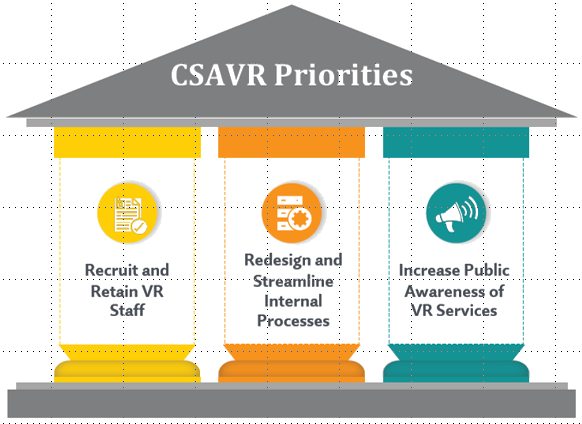 CSAVR Priorities
Recruit and
Retain VR
Staff
Redesign and
Streamline
Internal
Processes
Increase Public
Awareness of
VR Services